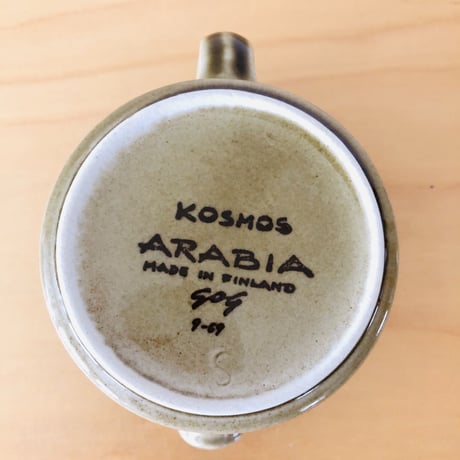 KOSMOS
ARABIA
MADE IN FINLAND
GOG
9-69
S